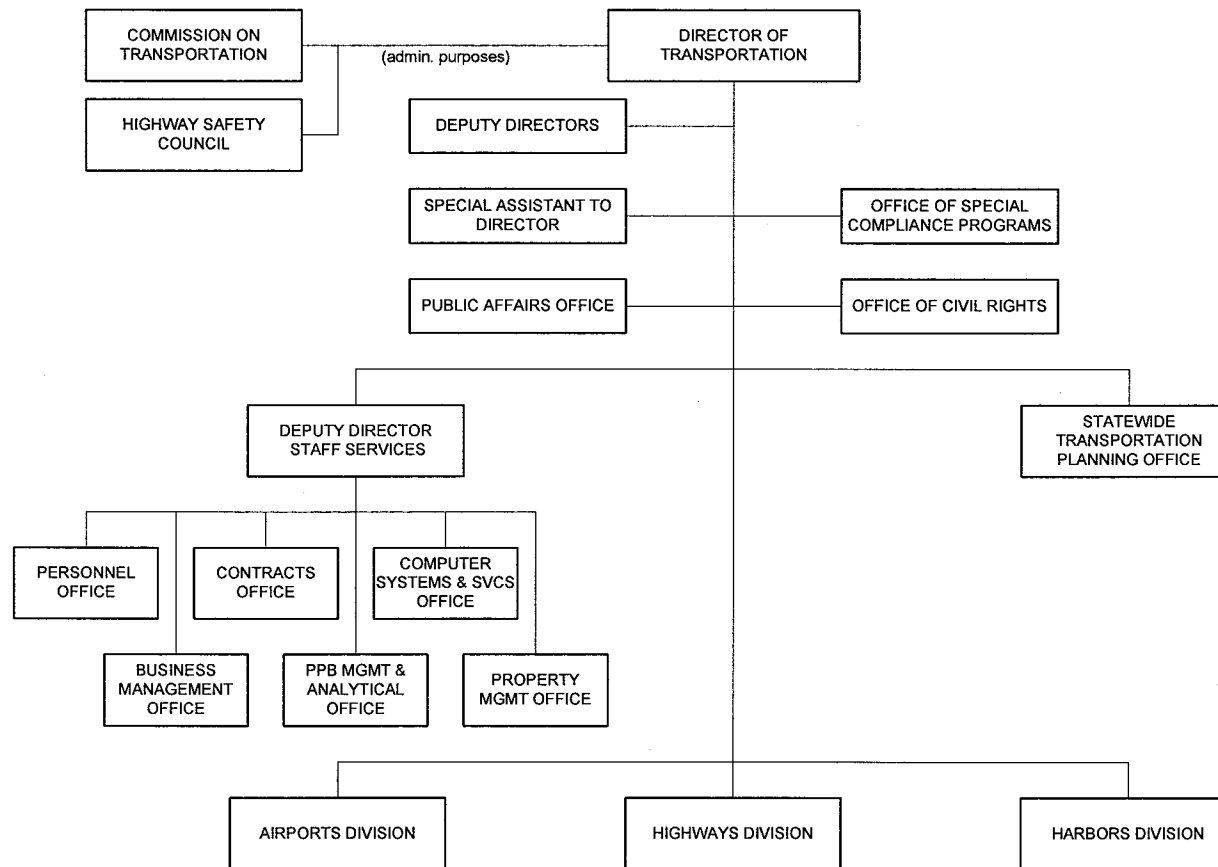 COMMISSION ON
TRANSPORTATION
(admin. purposes)
DIRECTOR OF
TRANSPORTATION
HIGHWAY SAFETY
COUNCIL
DEPUTY DIRECTORS
SPECIAL ASSISTANT TO
DIRECTOR
OFFICE OF SPECIAL
COMPLIANCE PROGRAMS
PUBLIC AFFAIRS OFFICE
OFFICE OF CIVIL RIGHTS
DEPUTY DIRECTOR
STAFF SERVICES
STATEWIDE
TRANSPORTATION
PLANNING OFFICE
PERSONNEL
OFFICE
CONTRACTS
OFFICE
COMPUTER
SYSTEMS & SVCS
OFFICE
BUSINESS
MANAGEMENT
OFFICE
PPB MGMT &
ANALYTICAL
OFFICE
PROPERTY
MGMT OFFICE
AIRPORTS DIVISION
HIGHWAYS DIVISION
HARBORS DIVISION